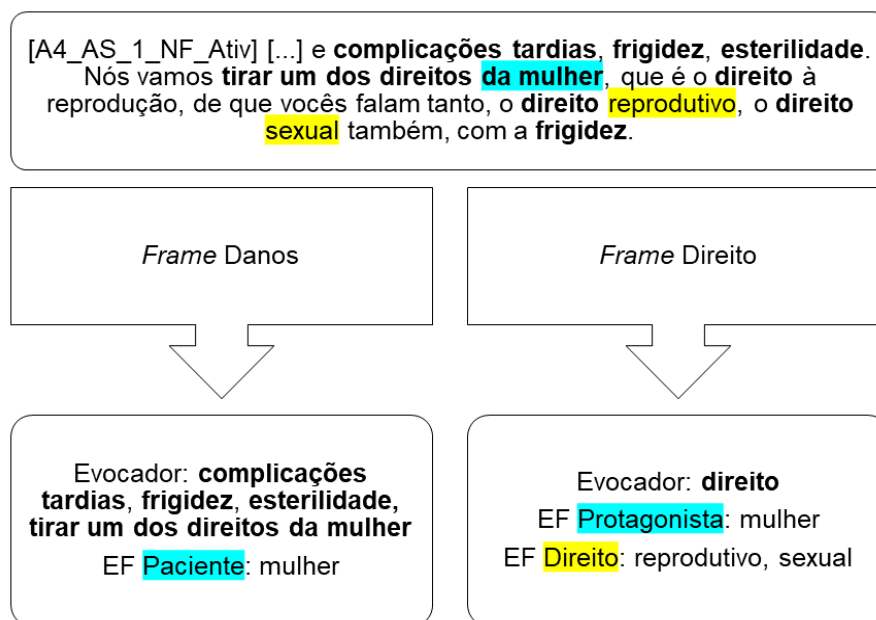 [A4_AS_1_NF_Ativ] [...] e complicações tardias, frigidez, esterilidade.
Nós vamos tirar um dos direitos da mulher, que é o direito à
reprodução, de que vocês falam tanto, o direito reprodutivo, o direito
sexual também, com a frigidez.
Frame Danos
Frame Direito
Evocador: complicações
tardias, frigidez, esterilidade,
tirar um dos direitos da mulher
EF Paciente: mulher
Evocador: direito
EF Protagonista: mulher
EF Direito: reprodutivo, sexual